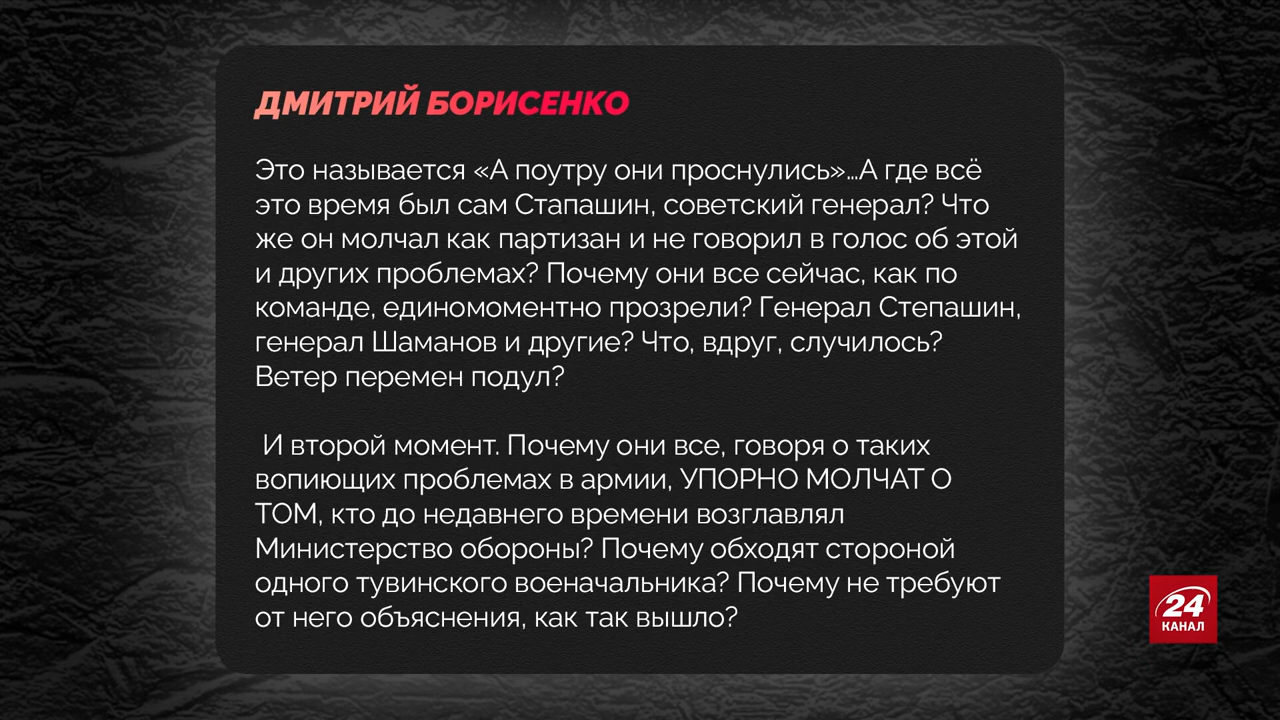 ДМИТРИЙ БОРИСЕНКО
Это называется «А поутру они проснулись»...А где всё
это время был сам Стапашин, советский генерал? Что
же он молчал как партизан и не говорил в голос об этой
и других проблемах? Почему они все сейчас, как по
команде, единомоментно прозрели? Генерал Степашин,
генерал Шаманов и другие? Что, вдруг, случилось?
Ветер перемен подул?
И второй момент. Почему они все, говоря о таких
вопиющих проблемах в армии, УПОРНО МОЛЧАТ О
ТОМ, кто до недавнего времени возглавлял
Министерство обороны? Почему обходят стороной
одного тувинского военачальника? Почему не требуют
от него объяснения, как так вышло?
24
КАНАЛ